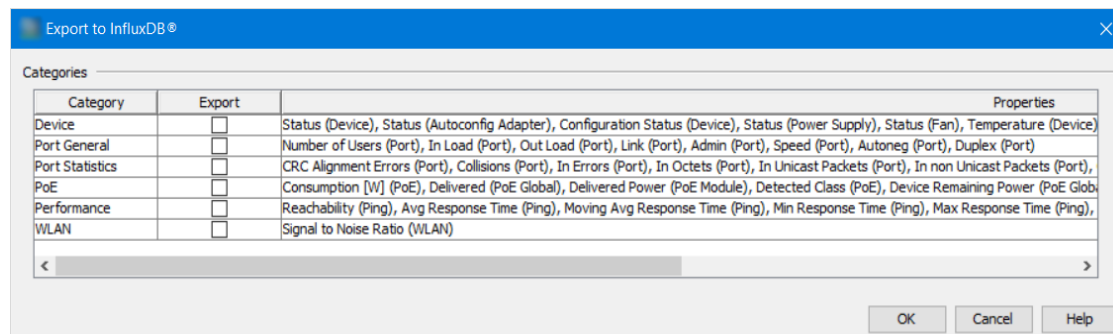 Export to InfluxDB®
Categories
Category Export Properties
Device Status (Device), Status (Autoconfig Adapter), Configuration Status (Device), Status (Power Supply), Status (Fan), Temperature (Device)
Port General Number of Users (Port), In Load (Port), Out Load (Port), Link (Port), Admin (Port), Speed (Port), Autoneg (Port), Duplex (Port)
Port Statistics CRC Alignment Errors (Port), Collisions (Port), In Errors (Port), In Octets (Port), In Unicast Packets (Port), In non Unicast Packets (Port),
PoE Consumption [W] (PoE), Delivered (PoE Global), Delivered Power (PoE Module), Detected Class (PoE), Device Remaining Power (PoE Globa
Performance Reachability (Ping), Avg Response Time (Ping), Moving Avg Response Time (Ping), Min Response Time (Ping), Max Response Time (Ping),
WLAN Signal to Noise Ratio (WLAN)
OK Cancel Help